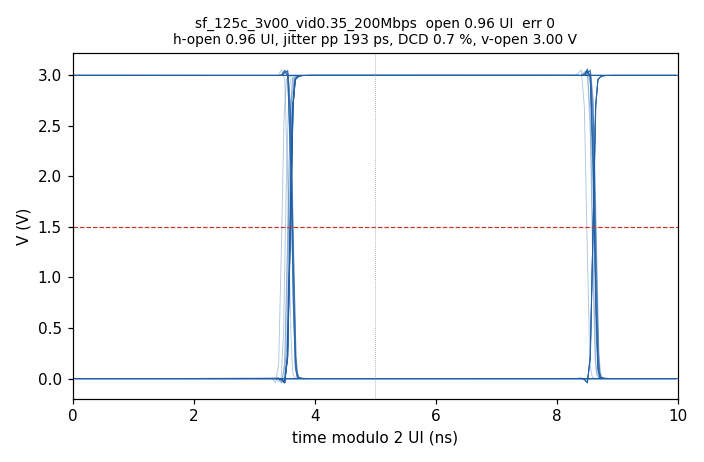 sf_125c_3v00_vid0.35_200Mbps  open 0.96 UI  err 0
h-open 0.96 UI, jitter pp 193 ps, DCD 0.7 %, v-open 3.00 V
3.0
2.5
2.0
1.5
1.0
0.5
0.0
V (V)
0 2 4 6 8 10
time modulo 2 UI (ns)